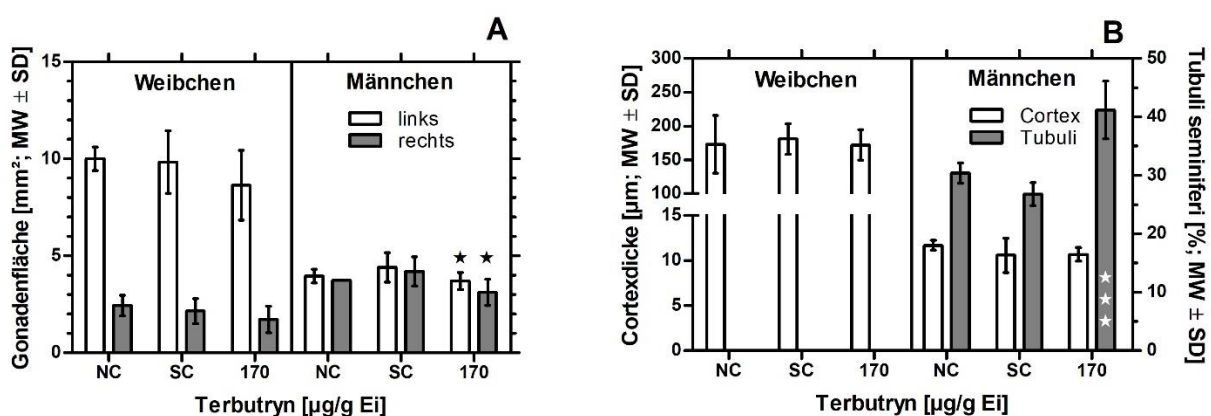 A
Gonadenfläche [mm²; MW ± SD]
15
10
5
0
Weibchen
Männchen
links
rechts
★ ★
NC SC 170 NC SC 170
Terbutryn [µg/g Ei]
B
Cortexdicke [µm; MW ± SD]
300
250
200
150
100
15
10
5
0
Weibchen
Männchen
Cortex
Tubuli
50
40
30
20
10
0
Tubuli seminiferi [%; MW ± SD]
★
★
★
NC SC 170 NC SC 170
Terbutryn [µg/g Ei]